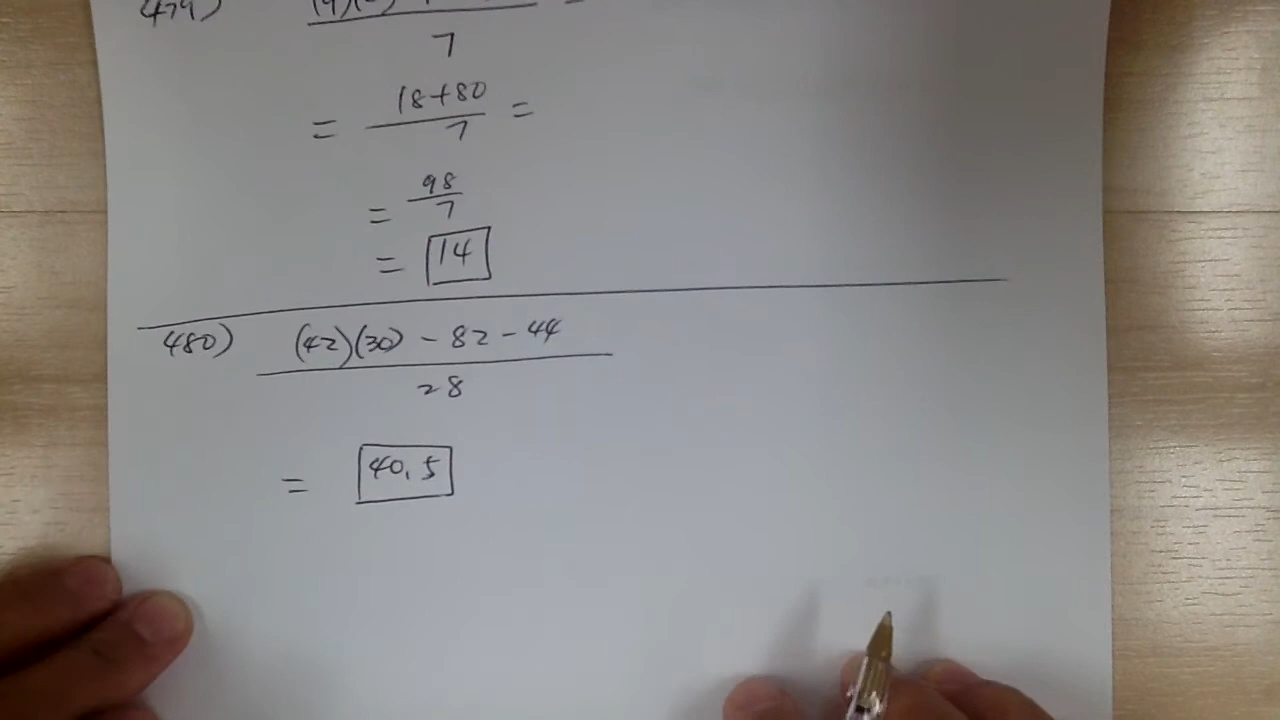 479)
7
= 18+80 / 7 =
= 98 / 7
= 14
480) (42)(30) - 82 - 44
28
= 40.5